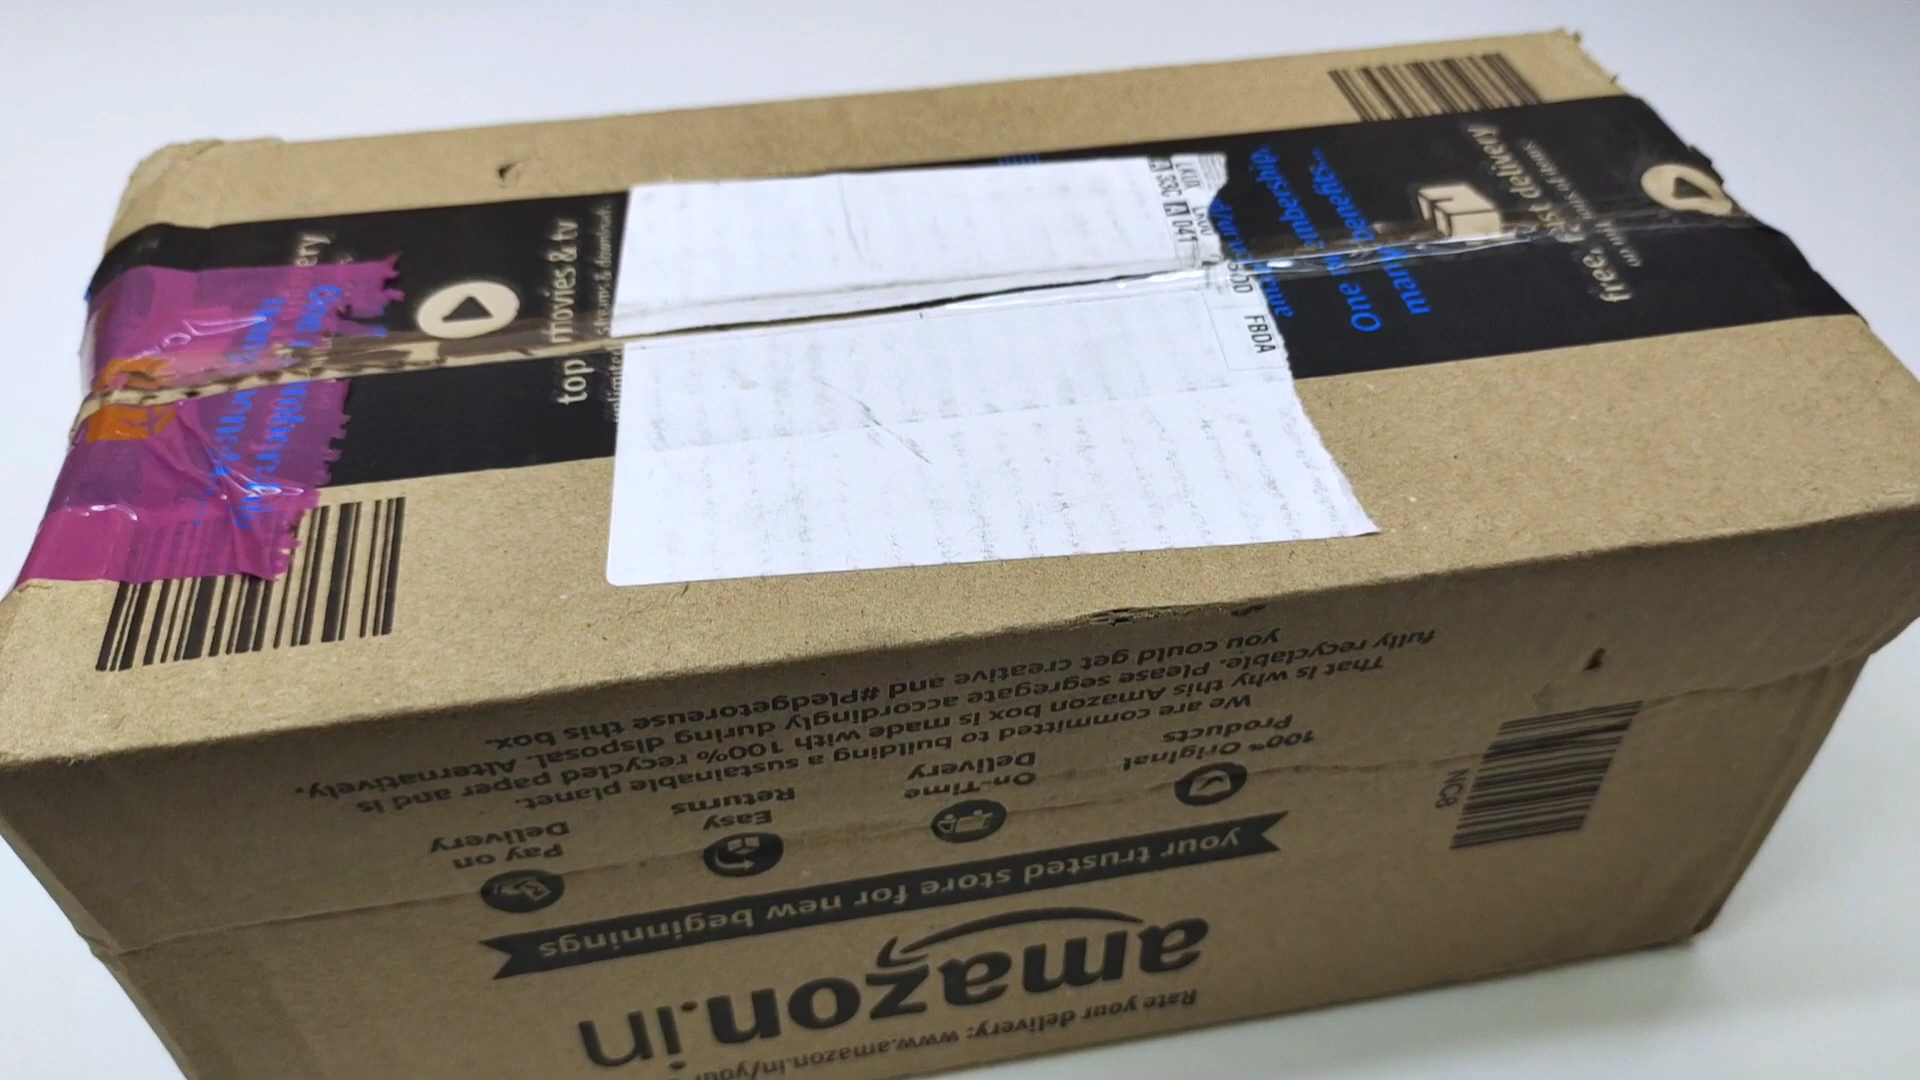 free, fast delivery
One membership,
many benefits...
top movies & tv
FBDA
We are committed to building a sustainable planet.
That is why this Amazon box is made with 100% recycled paper and is
fully recyclable. Please segregate accordingly during disposal. Alternatively,
you could get creative and #Pledgetoreuse this box.
100% Original
Products
On-Time
Delivery
Easy
Returns
Pay on
Delivery
NC8
your trusted store for new beginnings
amazon.in
Rate your delivery: www.amazon.in/your